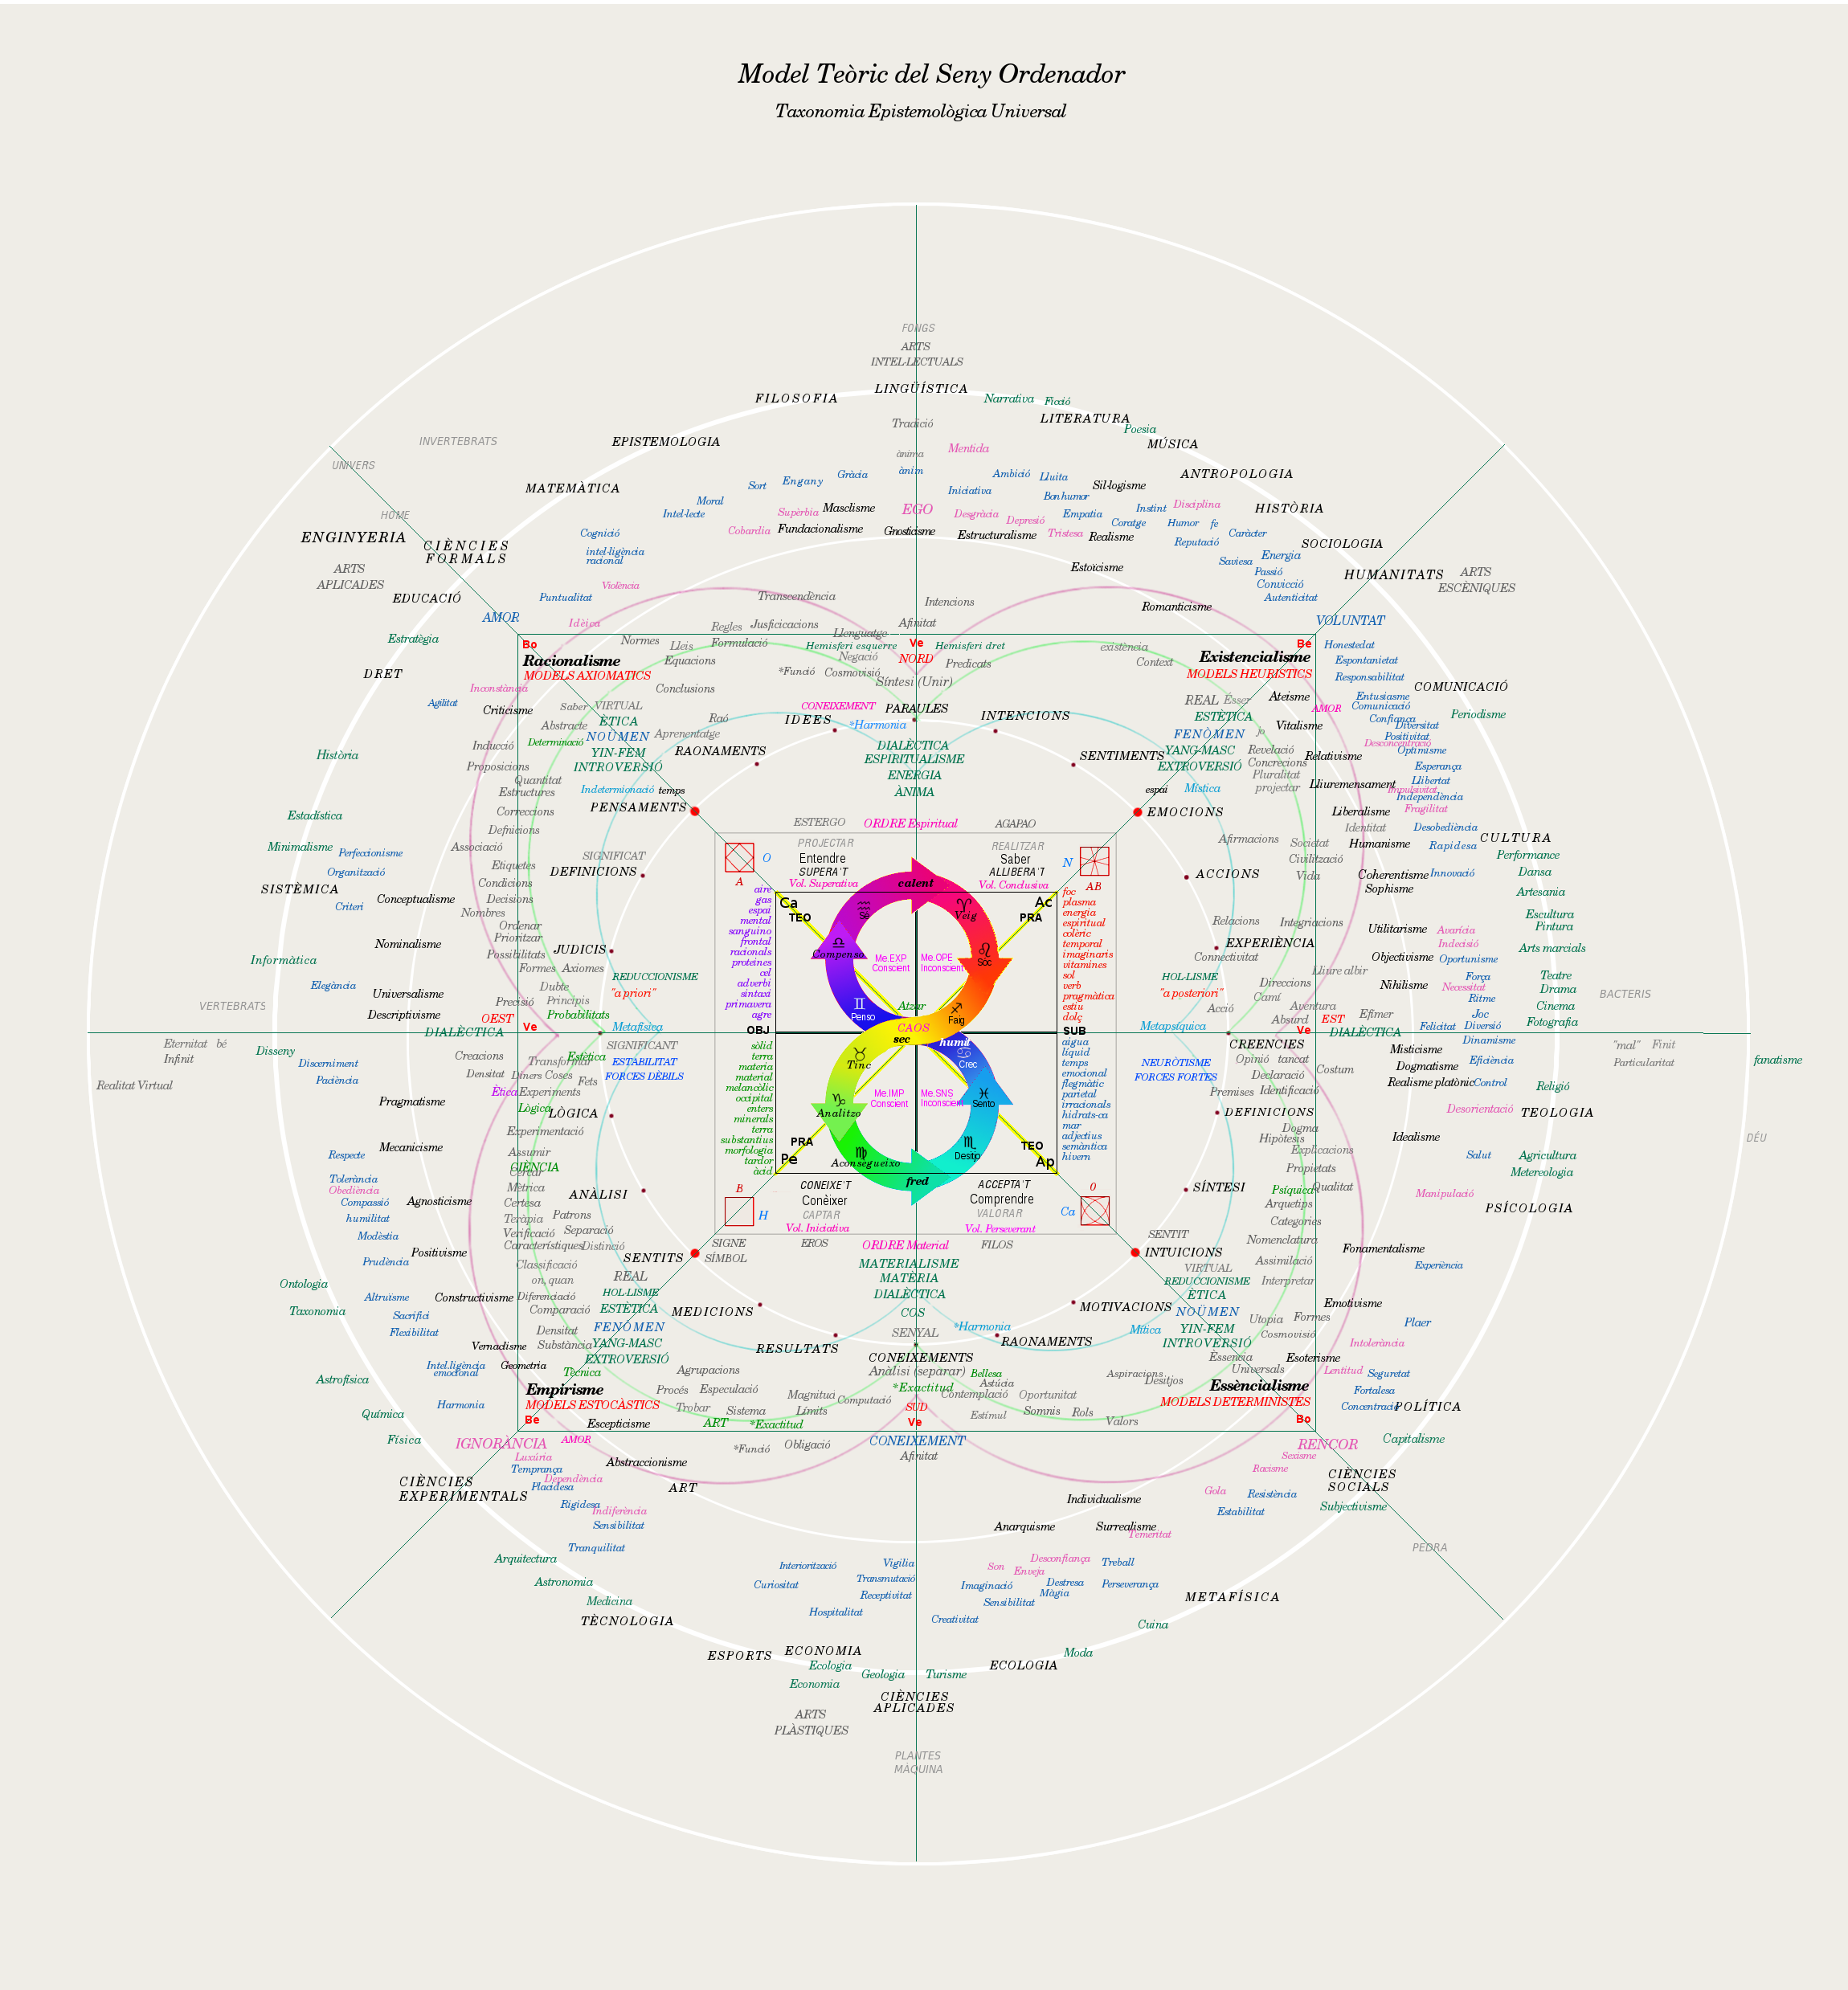 Model Teòric del Seny Ordenador
Taxonomia Epistemològica Universal
FONGS
ARTS
INTEL·LECTUALS
LINGÜÍSTICA
FILOSOFIA
Narrativa
Ficció
LITERATURA
Poesia
Tradició
INVERTEBRATS
EPISTEMOLOGIA
MÚSICA
Mentida
UNIVERS
ànima
ànim
Gràcia
Engany
Sort
Ambició
Lluita
Sil·logisme
ANTROPOLOGIA
MATEMÀTICA
Iniciativa
Bon humor
Moral
Intel·lecte
Supèrbia
Masclisme
EGO
Desgràcia
Depresió
Empatia
Instint
Disciplina
HISTÒRIA
HOME
Cobardia
Fundacionalisme
Gnosticisme
Estructuralisme
Tristesa
Realisme
Coratge
Humor
fe
Caràcter
ENGINYERIA
CIÈNCIES
FORMALS
Cognició
intel·ligència
racional
Reputació
Energia
SOCIOLOGIA
Saviesa
Passió
Convicció
Autenticitat
ARTS
APLICADES
Estoïcisme
HUMANITATS
ARTS
ESCÈNIQUES
EDUCACIÓ
Puntualitat
Violència
Transcendència
Intencions
Romanticisme
AMOR
Idèica
Afinitat
VOLUNTAT
Estratègia
Normes
Regles
Jusficicacions
Llenguatge
Bo
Lleis
Formulació
Hemisferi esquerre
Ve
Hemisferi dret
existència
Be
Honestedat
Racionalisme
Equacions
Negació
NORD
Predicats
Context
Existencialisme
Espontanietat
DRET
MODELS AXIOMATICS
*Funció
Cosmovisió
Síntesi (Unir)
MODELS HEURISTICS
Responsabilitat
Inconstància
Conclusions
COMUNICACIÓ
Agilitat
Criticisme
Saber
VIRTUAL
CONEIXEMENT
PARAULES
REAL
Ésser
Ateisme
Entusiasme
Comunicació
AMOR
Periodisme
Abstracte
ÈTICA
Raó
IDEES
*Harmonia
INTENCIONS
ESTÈTICA
Vitalisme
Confiança
Diversitat
NOÜMEN
Aprenentatge
FENÒMEN
jo
Positivitat
Desconcentració
Història
Inducció
Determinació
YIN-FEM
RAONAMENTS
DIALÈCTICA
ESPIRITUALISME
SENTIMENTS
YANG-MASC
Revelació
Relativisme
Optimisme
Proposicions
INTROVERSIÓ
ENERGIA
EXTROVERSIÓ
Concrecions
Pluralitat
Esperança
Quantitat
Estructures
Indetermionació
temps
ÀNIMA
espai
Mística
projectar
Lliuremensament
Llibertat
Impulsivitat
Independència
Correccions
PENSAMENTS
EMOCIONS
Liberalisme
Fragilitat
Estadística
Defincions
ESTERGO
ORDRE Espiritual
AGAPAO
Identitat
Desobediència
CULTURA
Minimalisme
Perfeccionisme
Associació
SIGNIFICAT
PROJECTAR
REALITZAR
Afirmacions
Societat
Humanisme
Rapidesa
Performance
Organització
Etiquetes
DEFINICIONS
O
Entendre
SUPERA'T
Saber
ALLIBERA'T
N
Civilització
Dansa
SISTÈMICA
Condicions
A
Vol. Superativa
Vol. Conclusiva
AB
ACCIONS
Vida
Coherentisme
Sophisme
Innovació
Artesania
Criteri
Conceptualisme
Decisions
Nombres
calent
Ca
TEO
Ac
PRA
Sé
Veig
Compenso
Sóc
Penso
Faig
Me.EXP
Conscient
Me.OPE
Inconscient
aire
gas
espai
mental
sanguino
frontal
racionals
proteines
cel
adverbi
sintaxi
primavera
agre
foc
plasma
energia
espiritual
colèric
temporal
imaginaris
vitamines
sol
verb
pragmàtica
estiu
dolç
Ordenar
Prioritzar
Relacions
Integriacions
Utilitarisme
Avarícia
Escultura
Pintura
Nominalisme
Possibilitats
JUDICIS
EXPERIÈNCIA
Indecisió
Arts marcials
Informàtica
Formes
Axiomes
Connectivitat
Objectivisme
Oportunisme
Elegància
REDUCCIONISME
HOL·LISME
Lliure albir
Força
Teatre
Universalisme
Dubte
"a priori"
"a posteriori"
Direccions
Nihilisme
Necessitat
Drama
VERTEBRATS
Precisió
Principis
Camí
Ritme
BACTERIS
Descriptivisme
OEST
Probabilitats
Atzar
Acció
Aventura
Efímer
Joc
Cinema
DIALÈCTICA
Ve
Metafísica
OBJ
CAOS
SUB
Metapsíquica
Absurd
Ve
EST
DIALÈCTICA
Felicitat
Diversió
Fotografia
Eternitat
bé
Infinit
SIGNIFICANT
sec
humit
CREENCIES
Dinamisme
"mal"
Finit
Disseny
Creacions
Transformar
Estètica
ESTABILITAT
NEURÒTISME
Opinió
tancat
Misticisme
Eficiència
Particularitat
fanatisme
Discerniment
Densitat
Diners
Coses
FORCES DÈBILS
FORCES FORTES
Declaració
Costum
Dogmatisme
Realitat Virtual
Paciència
Fets
Premises
Identificació
Realisme platònic
Control
Religió
Ètica
Experiments
Pragmatisme
Lògica
LÒGICA
DEFINICIONS
Desorientació
TEOLOGIA
sòlid
terra
materia
material
melancòlic
occipital
enters
minerals
terra
substantius
morfologia
tardor
àcid
Tinc
Crec
Me.IMP
Conscient
Me.SNS
Inconscient
Sento
Analitzo
Desitjo
Aconsegueixo
PRA
Pe
TEO
Ap
fred
aigua
líquid
temps
emocional
flegmàtic
parietal
irracionals
hidrats-ca
mar
adjectius
semàntica
hivern
Experimentació
Dogma
Hipòtesis
Idealisme
DÉU
Mecanicisme
Assumir
Explicacions
Respecte
CIÈNCIA
Cercar
Propietats
Salut
Agricultura
Metereologia
Tolerància
Obediència
Mètrica
ANÀLISI
B
CONEIXE'T
Conèixer
ACCEPTA'T
Comprendre
0
SÍNTESI
Psíquica
Qualitat
Manipulació
Compassió
Agnosticisme
Certesa
Arquetips
PSÍCOLOGIA
humilitat
Teràpia
Patrons
H
CAPTAR
VALORAR
Ca
Categories
Modèstia
Verificació
Separació
Vol. Iniciativa
Vol. Perseverant
SENTIT
Nomenclatura
Característiques
Distinció
SIGNE
EROS
ORDRE Material
FILOS
Fonamentalisme
Prudència
Positivisme
Classificació
SENTITS
SÍMBOL
MATERIALISME
INTUICIONS
Assimilació
Experiència
Ontologia
on, quan
REAL
MATÈRIA
VIRTUAL
Interpretar
HOL·LISME
DIALÈCTICA
REDUCCIONISME
Altruïsme
Constructivisme
Diferenciació
ÈTICA
Taxonomia
Sacrifici
Comparació
ESTÈTICA
MEDICIONS
COS
MOTIVACIONS
NOÜMEN
Emotivisme
Flexibilitat
Densitat
FENÒMEN
SENYAL
*Harmonia
Mítica
Utopia
Formes
Plaer
Vernadisme
Substància
YANG-MASC
RAONAMENTS
YIN-FEM
Cosmovisió
Intolerància
EXTROVERSIÓ
RESULTATS
CONEIXEMENTS
INTROVERSIÓ
Èssencia
Esoterisme
Intel.ligència
emocional
Geometria
Tècnica
Agrupacions
Anàlisi (separar)
Bellesa
Aspiracions
Universals
Lentitud
Seguretat
Astrofísica
Empirisme
Procés
Especulació
*Exactitud
Astúcia
Desitjos
Essèncialisme
Fortalesa
Harmonia
MODELS ESTOCÀSTICS
Magnitud
Computació
Contemplació
Oportunitat
MODELS DETERMINISTES
Concentració
POLÍTICA
Química
Be
Trobar
Sistema
Límits
SUD
Estímul
Somnis
Rols
Bo
Escepticisme
ART
*Exactitud
Ve
Valors
Física
IGNORÀNCIA
AMOR
*Funció
Obligació
CONEIXEMENT
Afinitat
RENCOR
Capitalisme
Luxúria
Temprança
Abstraccionisme
Sexisme
Racisme
CIÈNCIES
SOCIALS
CIÈNCIES
EXPERIMENTALS
Dependència
Placidesa
ART
Gola
Resistència
Rigidesa
Indiferència
Individualisme
Estabilitat
Subjectivisme
Sensibilitat
Anarquisme
Surrealisme
Temeritat
Tranquilitat
PEDRA
Arquitectura
Interiorització
Vigilia
Son
Desconfiança
Treball
Enveja
Astronomia
Curiositat
Transmutació
Imaginació
Destresa
Perseverança
Medicina
Receptivitat
Sensibilitat
Màgia
METAFÍSICA
TÈCNOLOGIA
Hospitalitat
Creativitat
Cuina
ESPORTS
ECONOMIA
Ecologia
Economia
Geologia
Turisme
ECOLOGIA
Moda
CIÈNCIES
APLICADES
ARTS
PLÀSTIQUES
PLANTES
MÀQUINA